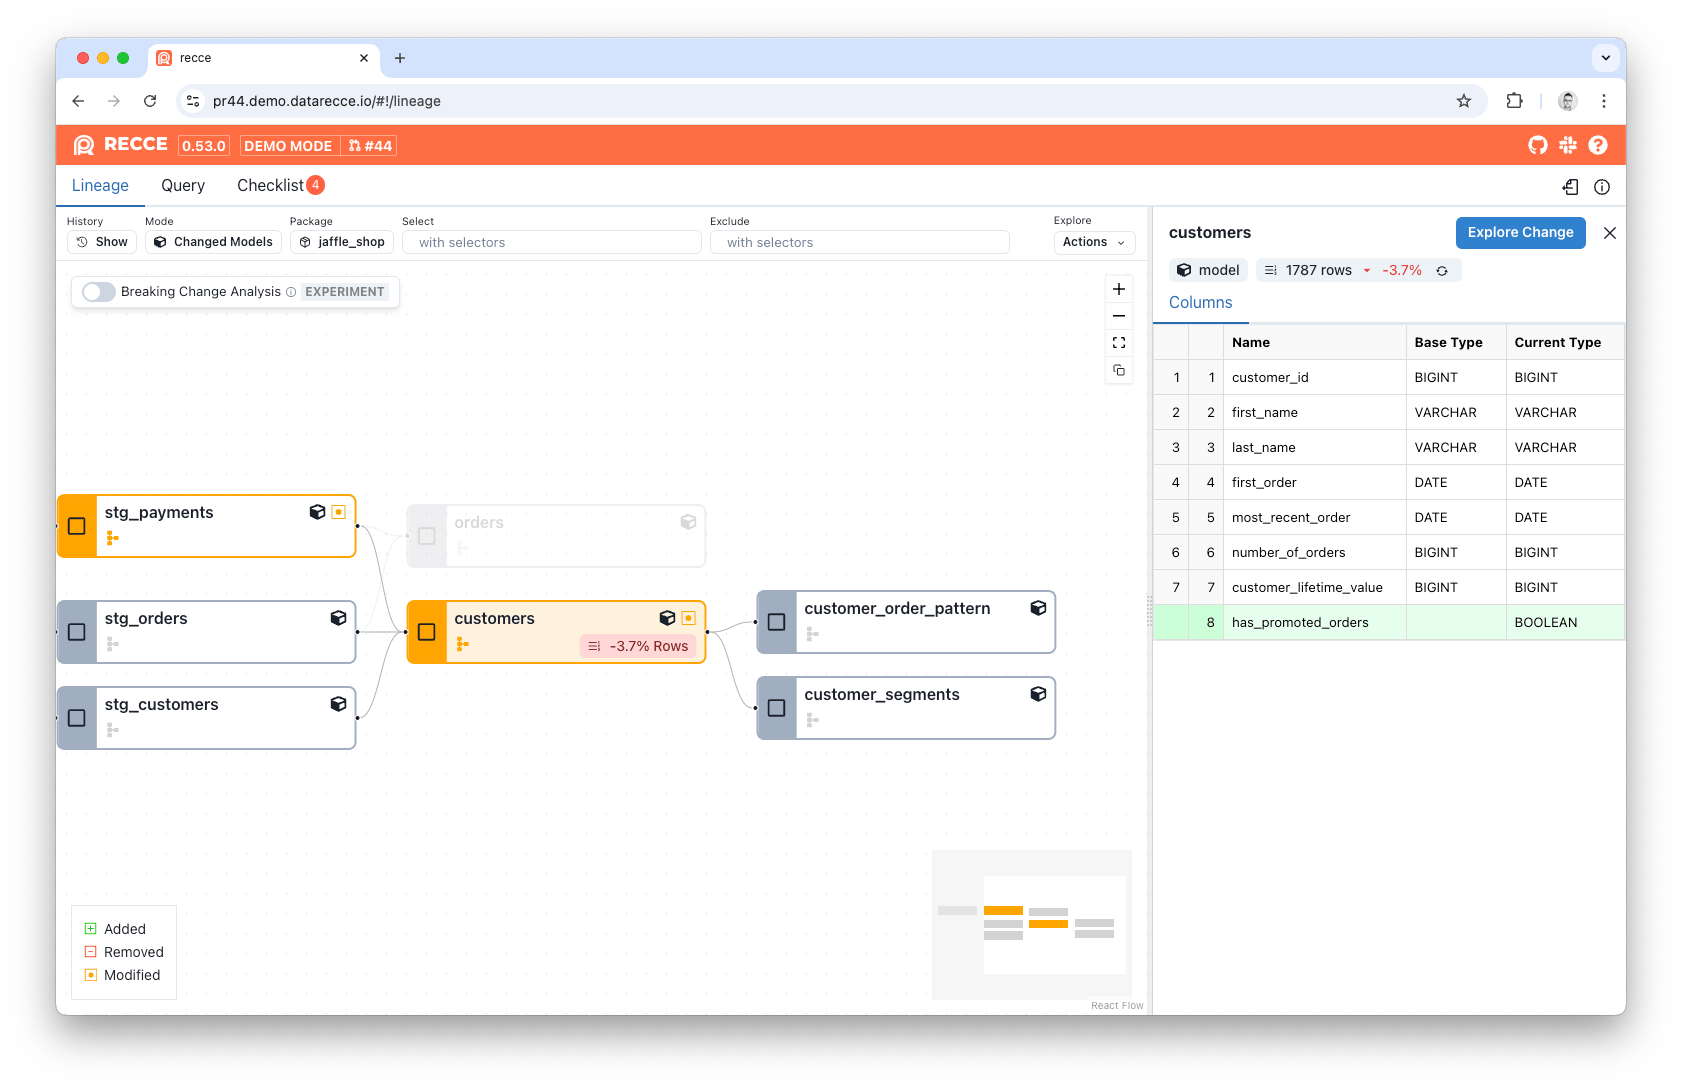 recce
pr44.demo.datarecce.io/#!/lineage
RECCE 0.53.0 DEMO MODE #44
Lineage Query Checklist 4
History Mode Package Select Exclude Explore
Show Changed Models jaffle_shop with selectors with selectors Actions
Breaking Change Analysis EXPERIMENT
stg_payments
orders
stg_orders
customers
-3.7% Rows
customer_order_pattern
stg_customers
customer_segments
Added
Removed
Modified
React Flow
customers Explore Change
model 1787 rows -3.7%
Columns
Name Base Type Current Type
1 1 customer_id BIGINT BIGINT
2 2 first_name VARCHAR VARCHAR
3 3 last_name VARCHAR VARCHAR
4 4 first_order DATE DATE
5 5 most_recent_order DATE DATE
6 6 number_of_orders BIGINT BIGINT
7 7 customer_lifetime_value BIGINT BIGINT
8 has_promoted_orders BOOLEAN